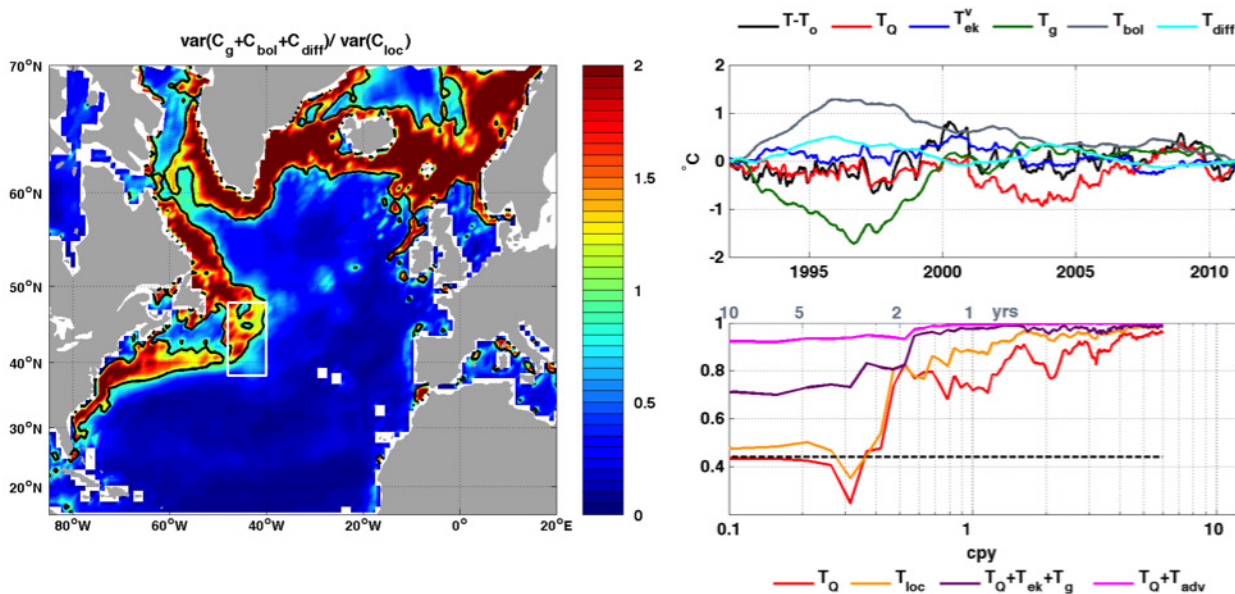 var(C_g+C_bol+C_diff)/ var(C_loc)
70°N
60°N
50°N
40°N
30°N
20°N
80°W 60°W 40°W 20°W 0° 20°E
2
1.5
1
0.5
0
T-T_o T_Q T_ek^v T_g T_bol T_diff
2
1
0
-1
-2
°C
1995 2000 2005 2010
10 5 2 1 yrs
1
0.8
0.6
0.4
0.1 1 10
cpy
T_Q T_loc T_Q+T_ek+T_g T_Q+T_adv